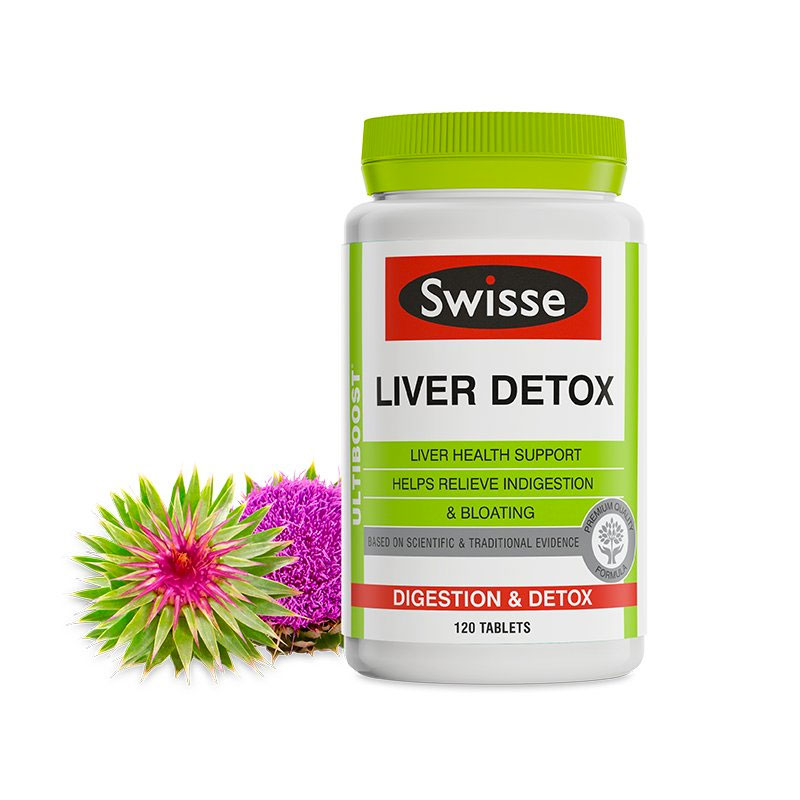 Swisse
ULTIBOOST™
LIVER DETOX
LIVER HEALTH SUPPORT
HELPS RELIEVE INDIGESTION
& BLOATING
BASED ON SCIENTIFIC & TRADITIONAL EVIDENCE
PREMIUM QUALITY
FORMULA
DIGESTION & DETOX
120 TABLETS